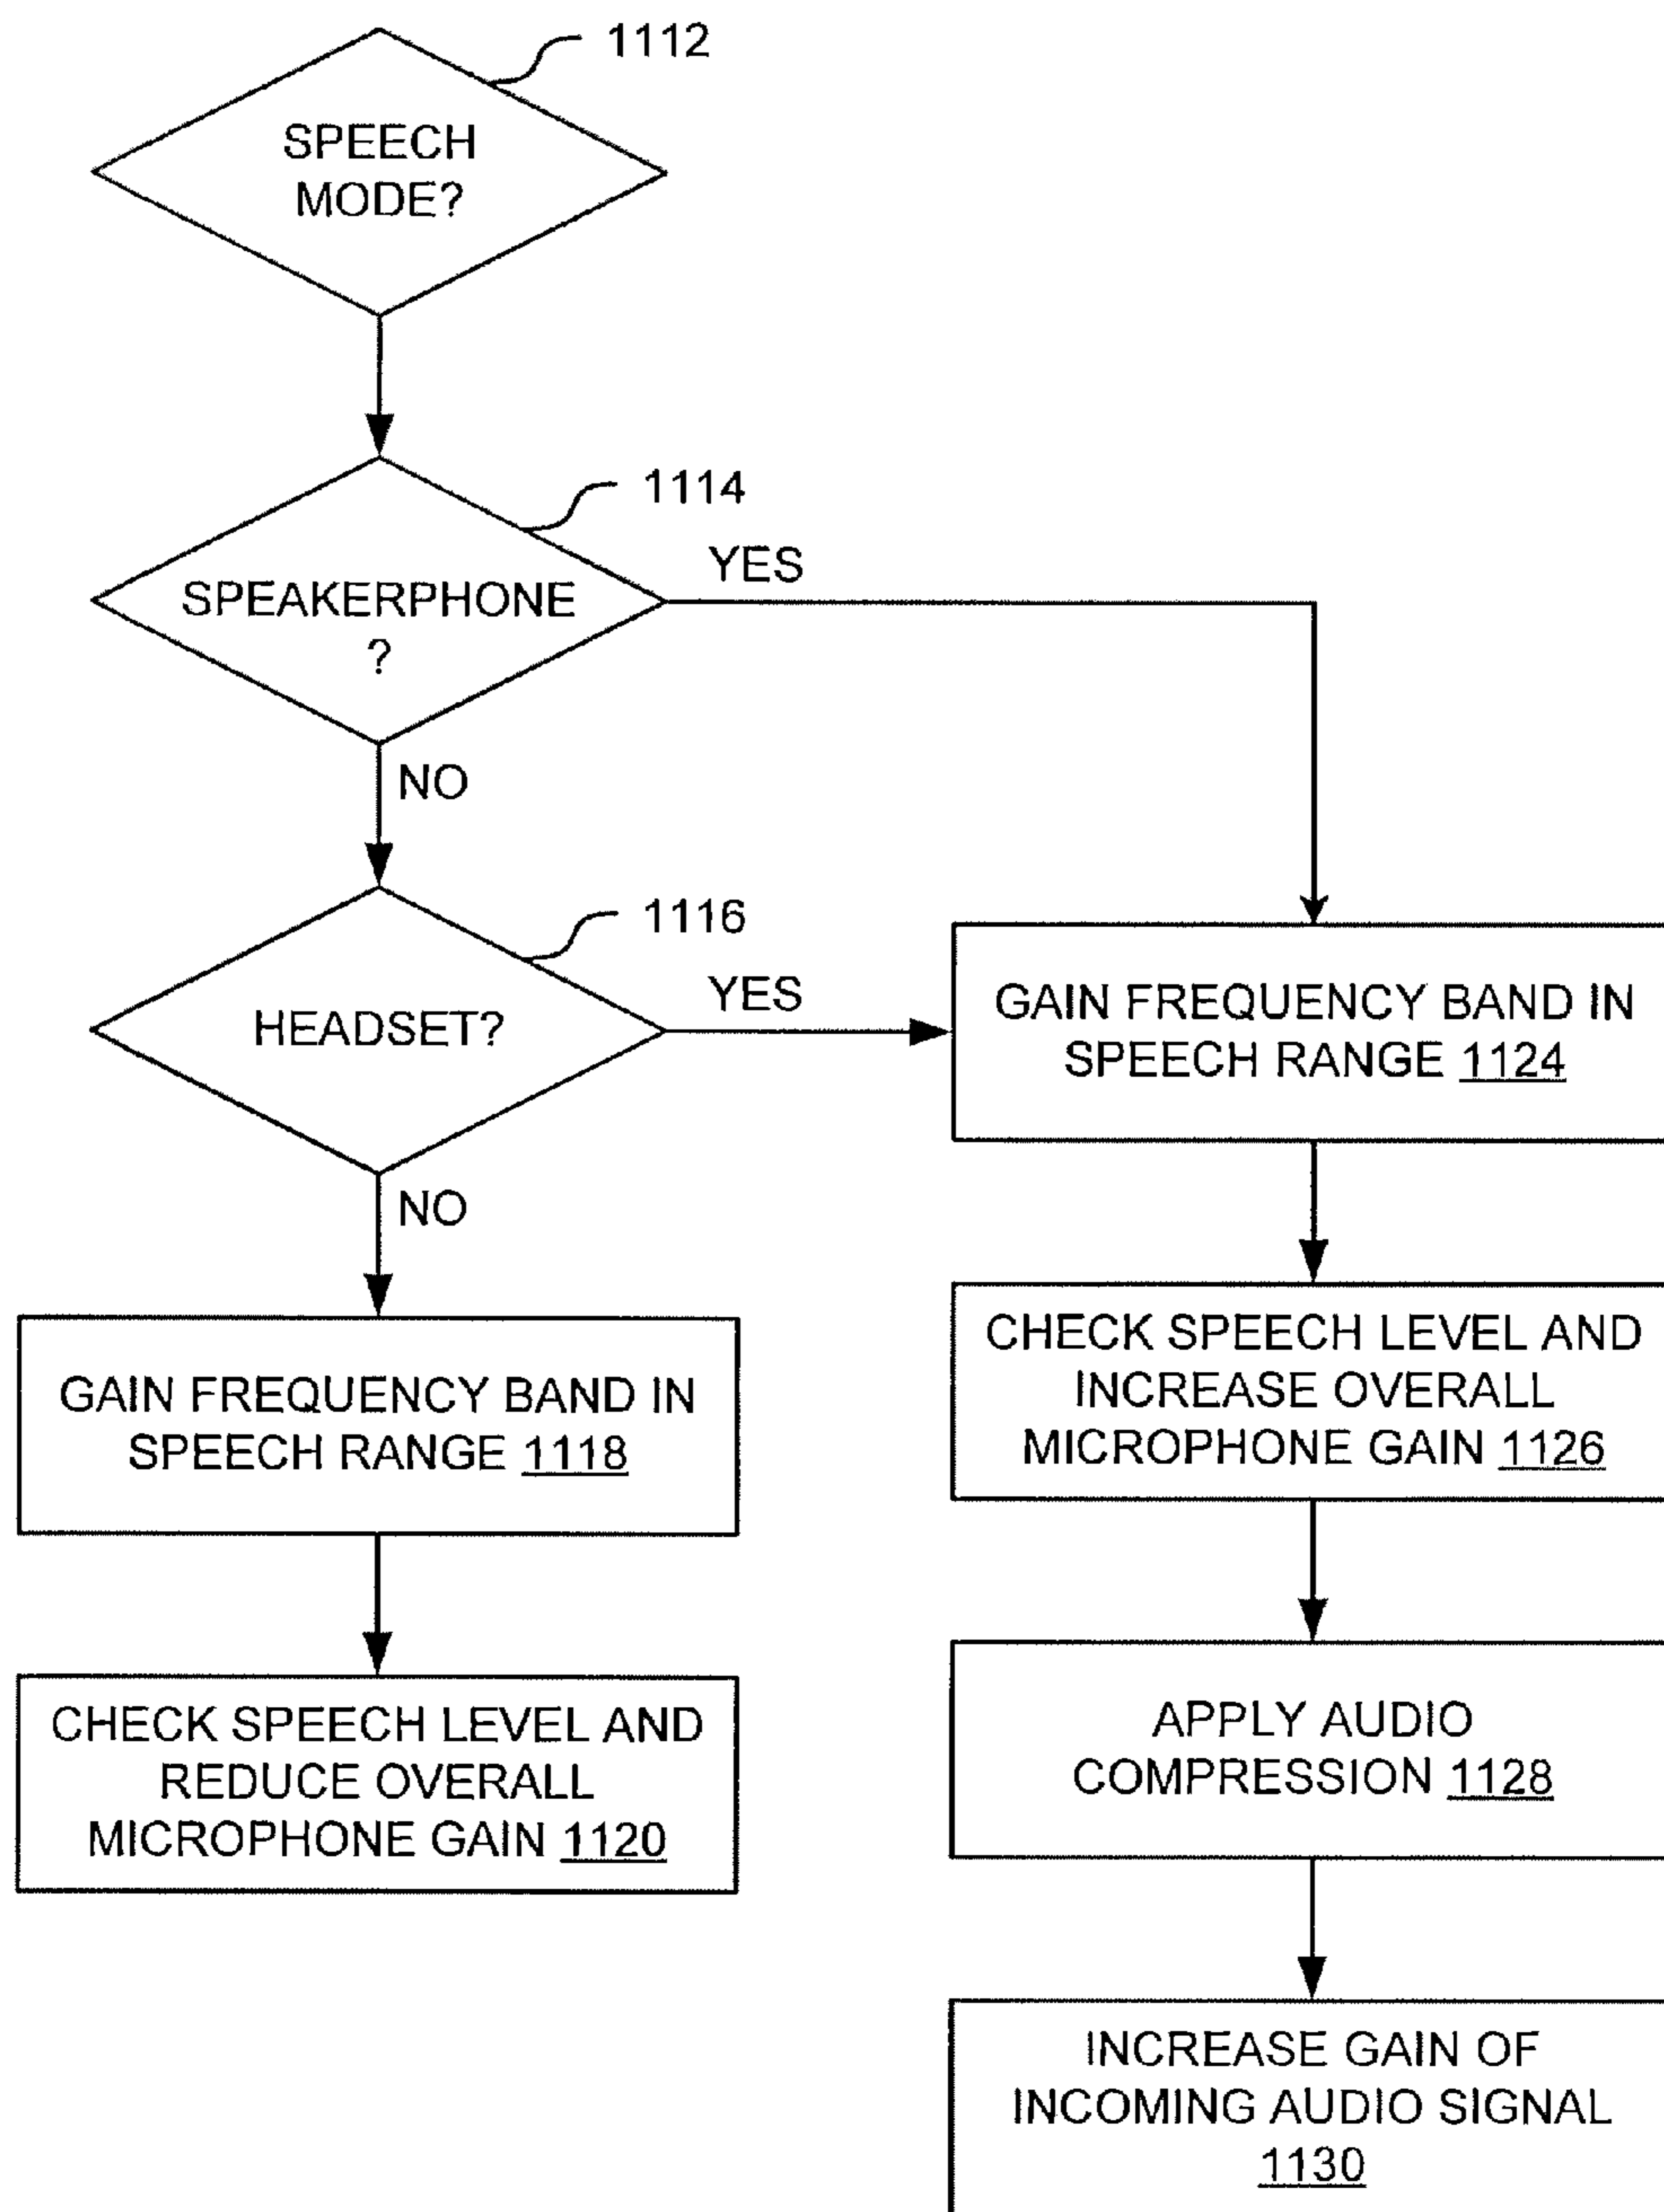 1112
SPEECH
MODE?
1114
SPEAKERPHONE
?
YES
NO
1116
HEADSET?
YES
NO
GAIN FREQUENCY BAND IN
SPEECH RANGE 1118
CHECK SPEECH LEVEL AND
REDUCE OVERALL
MICROPHONE GAIN 1120
GAIN FREQUENCY BAND IN
SPEECH RANGE 1124
CHECK SPEECH LEVEL AND
INCREASE OVERALL
MICROPHONE GAIN 1126
APPLY AUDIO
COMPRESSION 1128
INCREASE GAIN OF
INCOMING AUDIO SIGNAL
1130